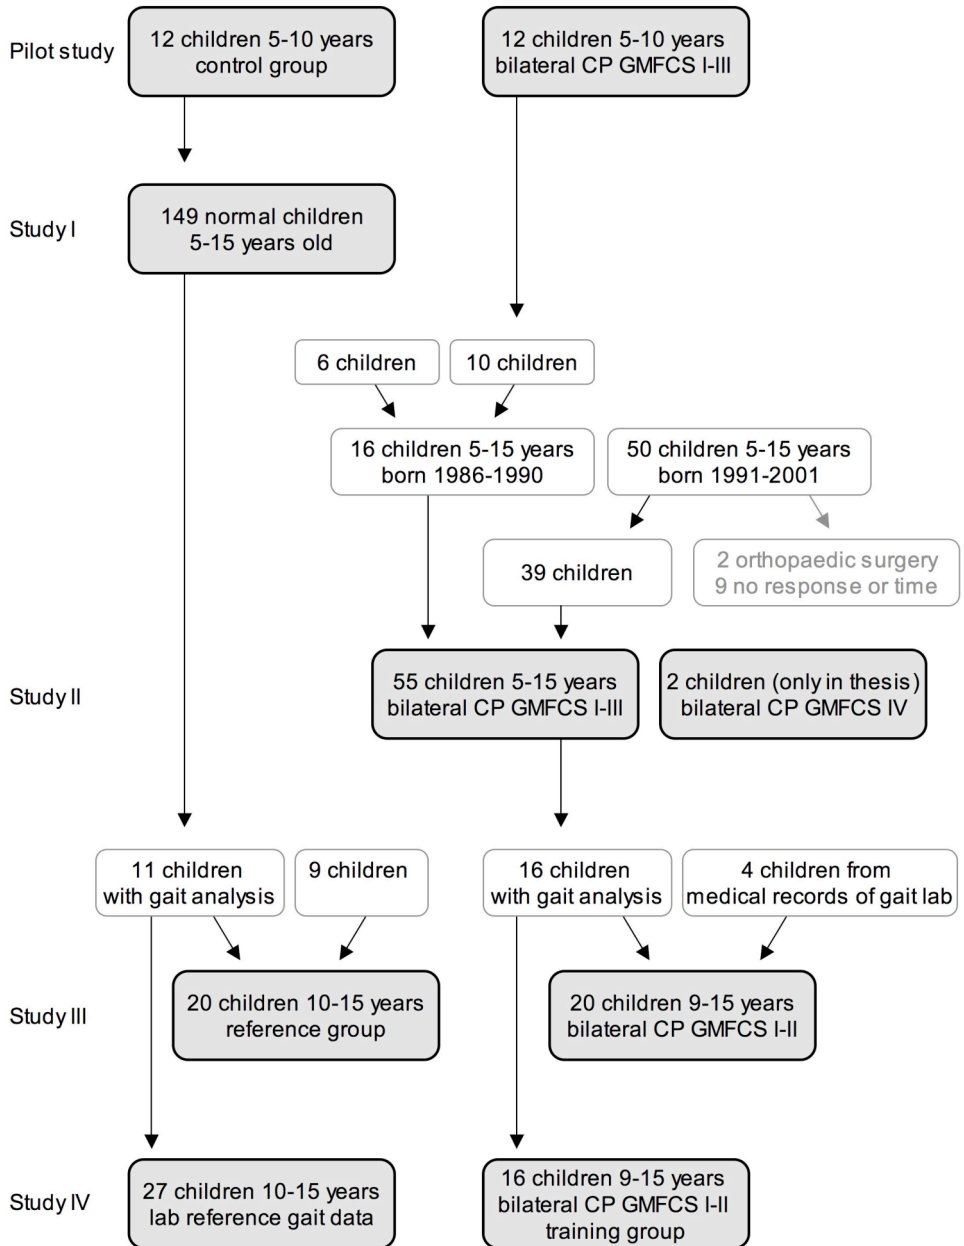 Pilot study
12 children 5-10 years
control group
12 children 5-10 years
bilateral CP GMFCS I-III
Study I
149 normal children
5-15 years old
6 children
10 children
16 children 5-15 years
born 1986-1990
50 children 5-15 years
born 1991-2001
39 children
2 orthopaedic surgery
9 no response or time
Study II
55 children 5-15 years
bilateral CP GMFCS I-III
2 children (only in thesis)
bilateral CP GMFCS IV
11 children
with gait analysis
9 children
16 children
with gait analysis
4 children from
medical records of gait lab
Study III
20 children 10-15 years
reference group
20 children 9-15 years
bilateral CP GMFCS I-II
Study IV
27 children 10-15 years
lab reference gait data
16 children 9-15 years
bilateral CP GMFCS I-II
training group